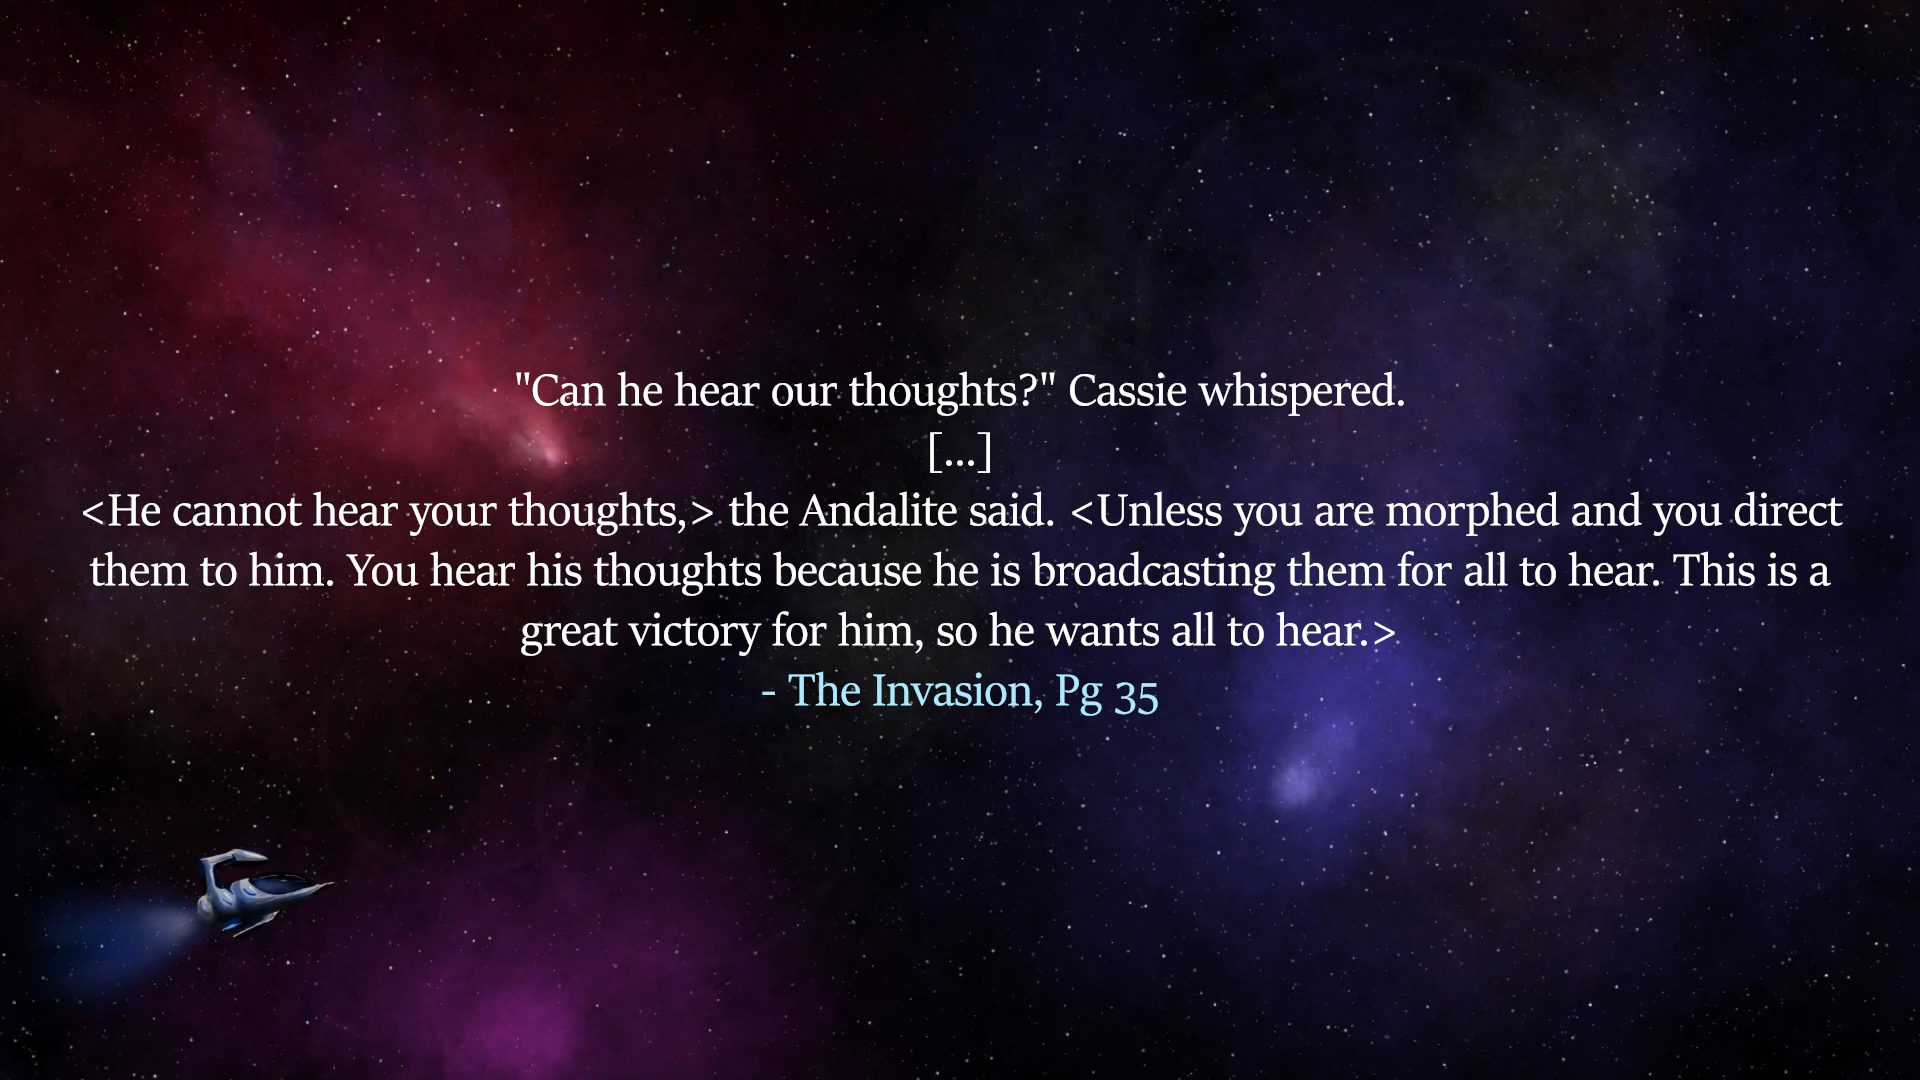 "Can he hear our thoughts?" Cassie whispered.
[...]
<He cannot hear your thoughts,> the Andalite said. <Unless you are morphed and you direct
them to him. You hear his thoughts because he is broadcasting them for all to hear. This is a
great victory for him, so he wants all to hear.>
- The Invasion, Pg 35